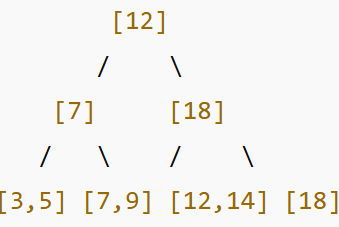 [12]
/ \
[7] [18]
/ \ / \
[3,5] [7,9] [12,14] [18]